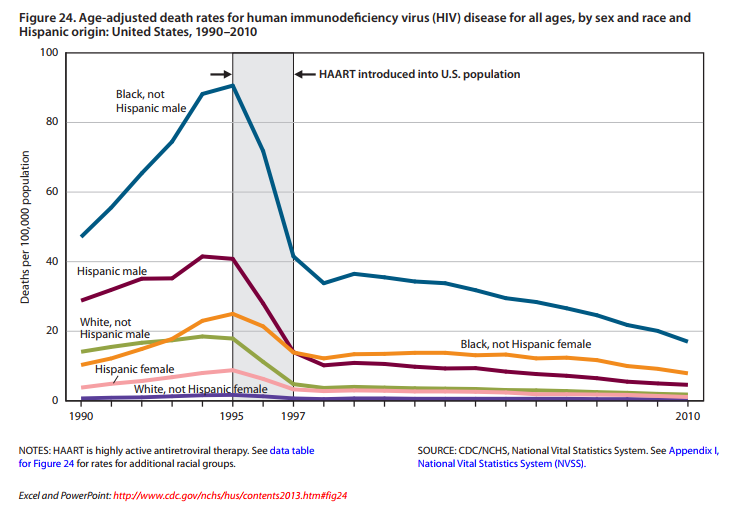 Figure 24. Age-adjusted death rates for human immunodeficiency virus (HIV) disease for all ages, by sex and race and
Hispanic origin: United States, 1990–2010
100
HAART introduced into U.S. population
Black, not
Hispanic male
80
60
Deaths per 100,000 population
40
Hispanic male
White, not
Hispanic male
20
Black, not Hispanic female
Hispanic female
White, not Hispanic female
0
1990
1995
1997
2010
NOTES: HAART is highly active antiretroviral therapy. See data table
for Figure 24 for rates for additional racial groups.
SOURCE: CDC/NCHS, National Vital Statistics System. See Appendix I,
National Vital Statistics System (NVSS).
Excel and PowerPoint: http://www.cdc.gov/nchs/hus/contents2013.htm#fig24